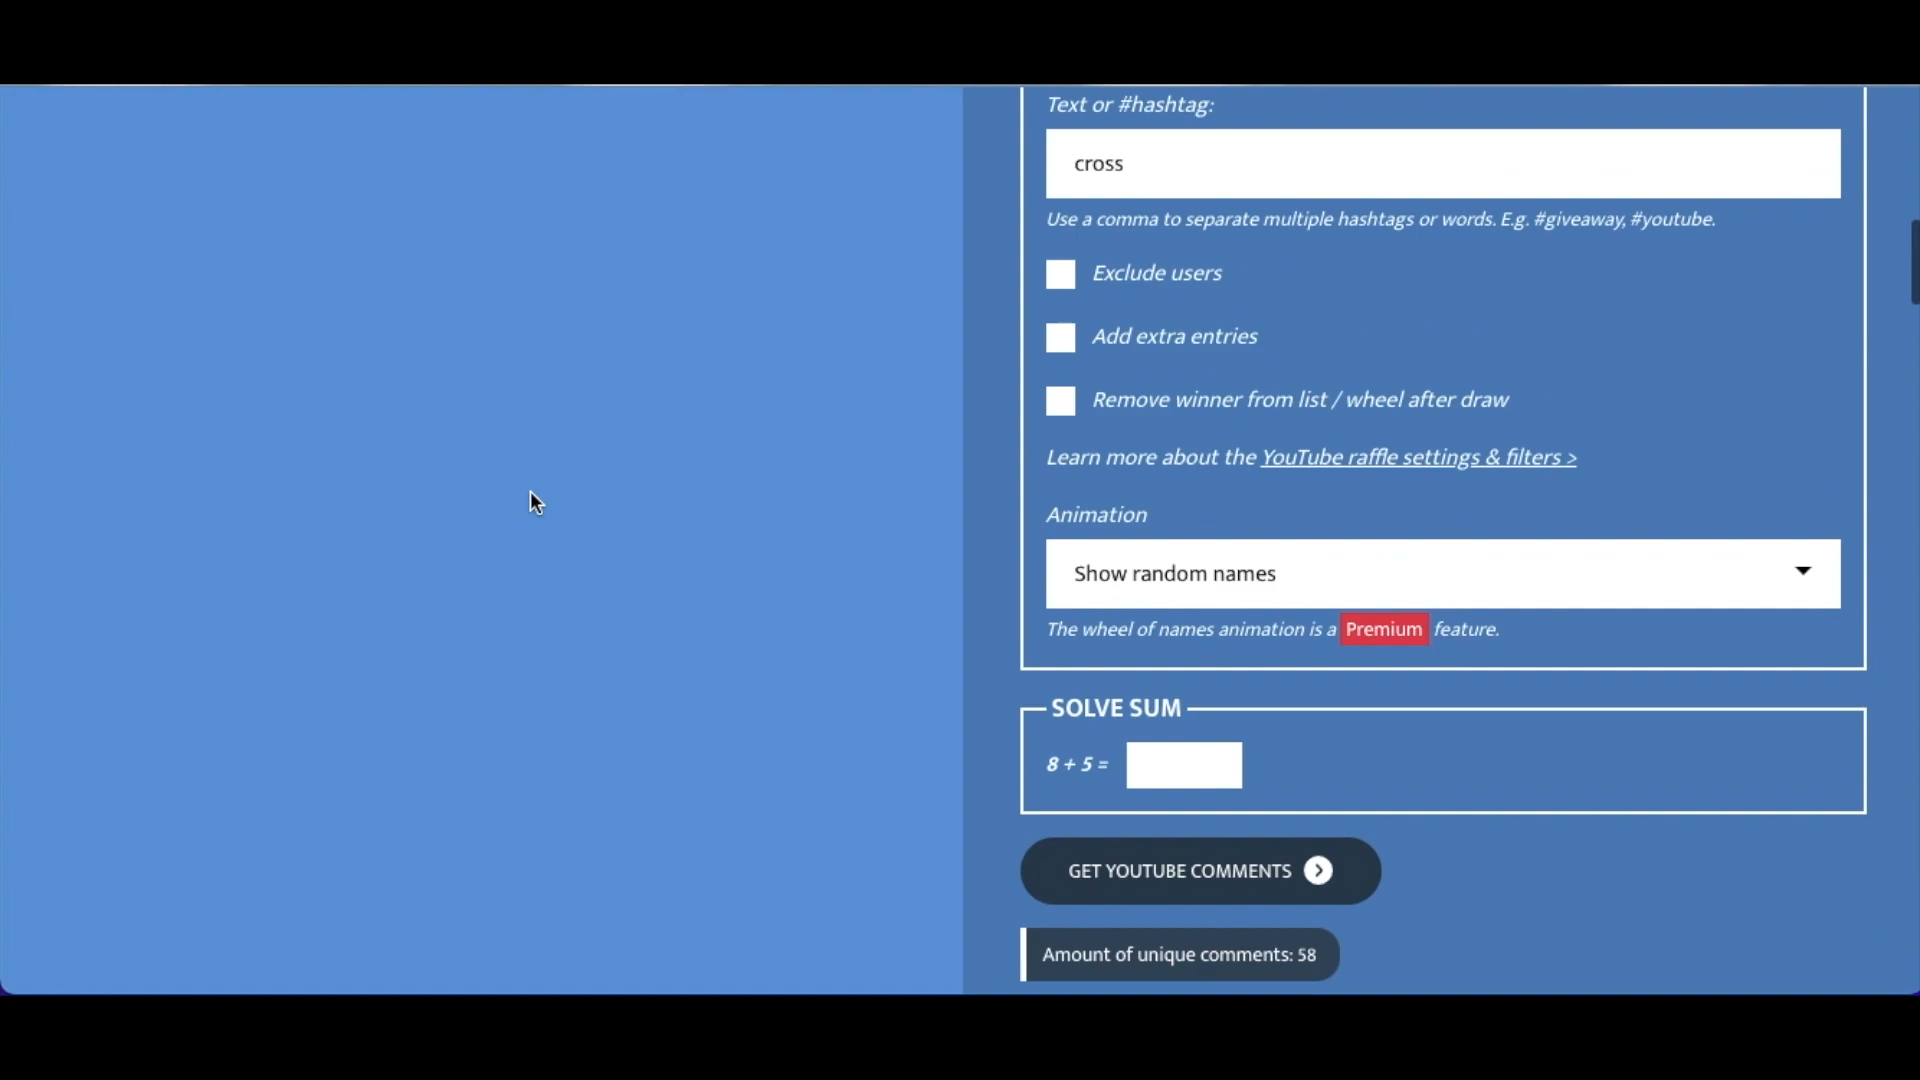 Text or #hashtag:
cross
Use a comma to separate multiple hashtags or words. E.g. #giveaway, #youtube.
Exclude users
Add extra entries
Remove winner from list / wheel after draw
Learn more about the YouTube raffle settings & filters >
Animation
Show random names
The wheel of names animation is a Premium feature.
SOLVE SUM
8 + 5 =
GET YOUTUBE COMMENTS
Amount of unique comments: 58